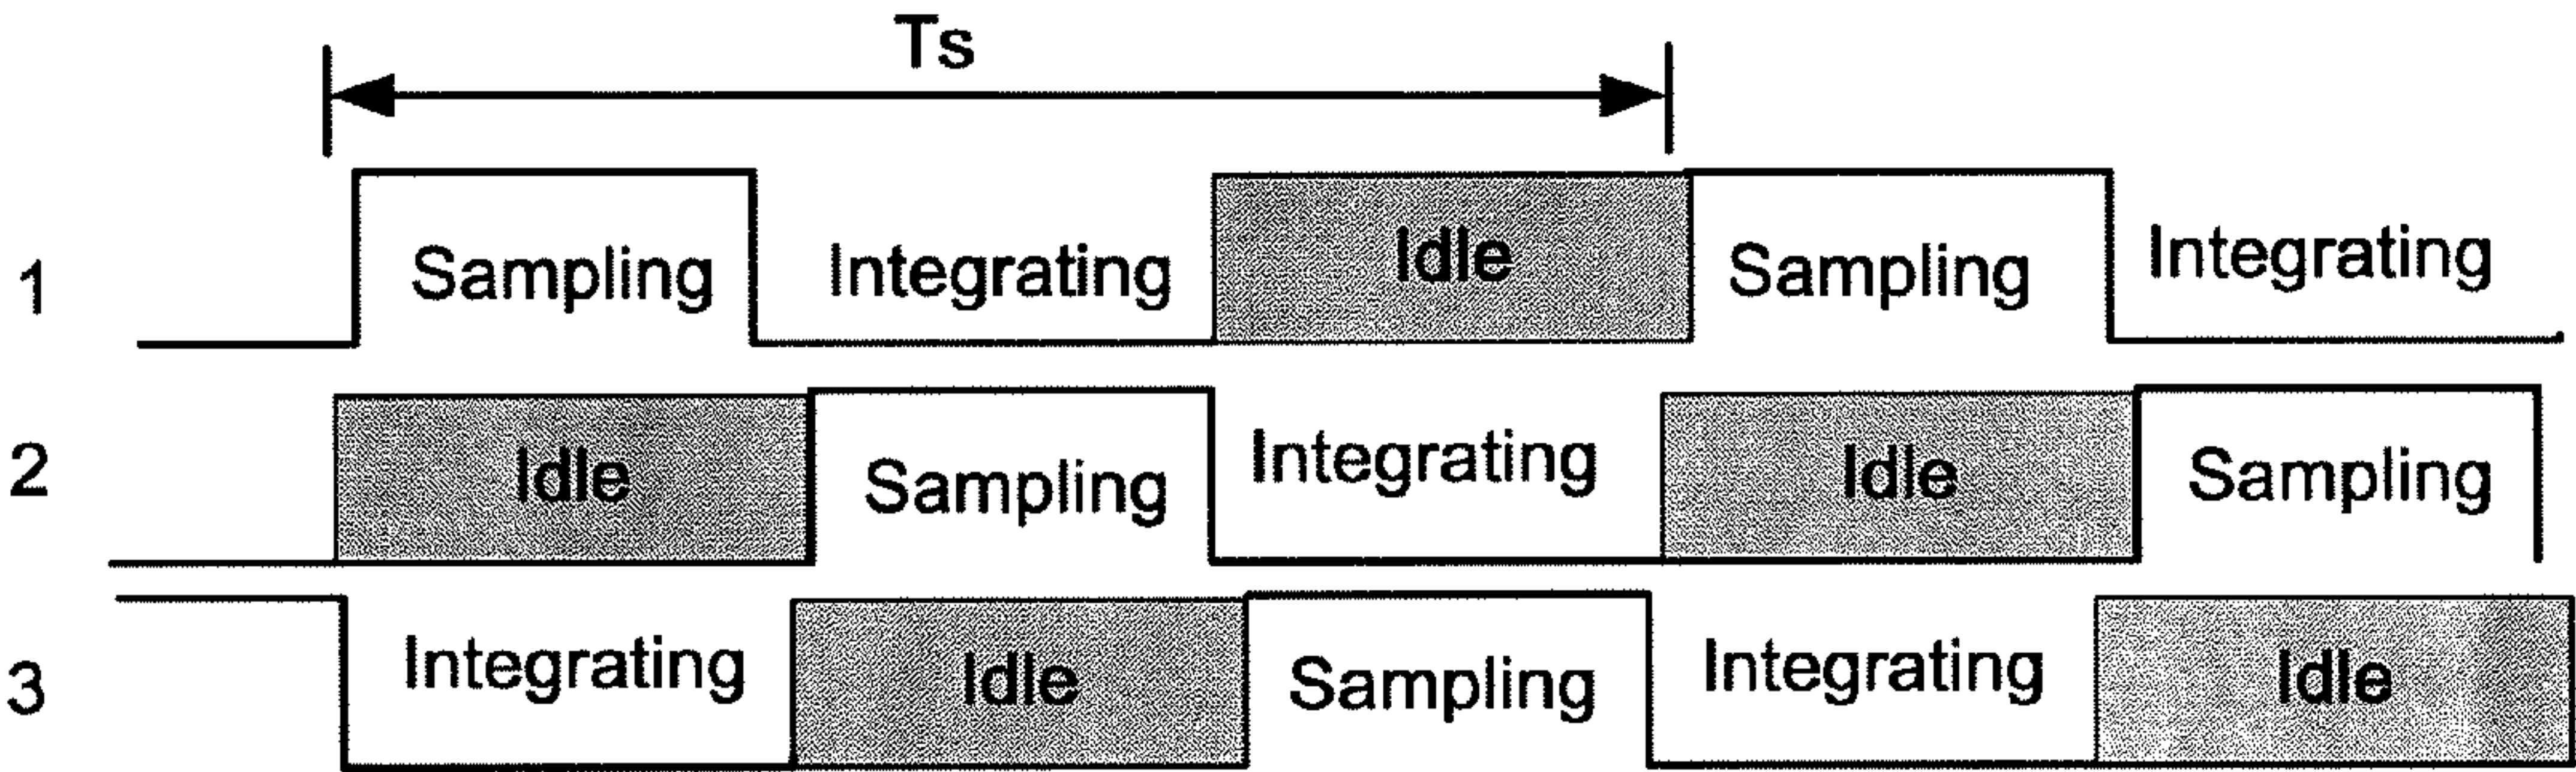 Ts
1 Sampling Integrating Idle Sampling Integrating
2 Idle Sampling Integrating Idle Sampling
3 Integrating Idle Sampling Integrating Idle